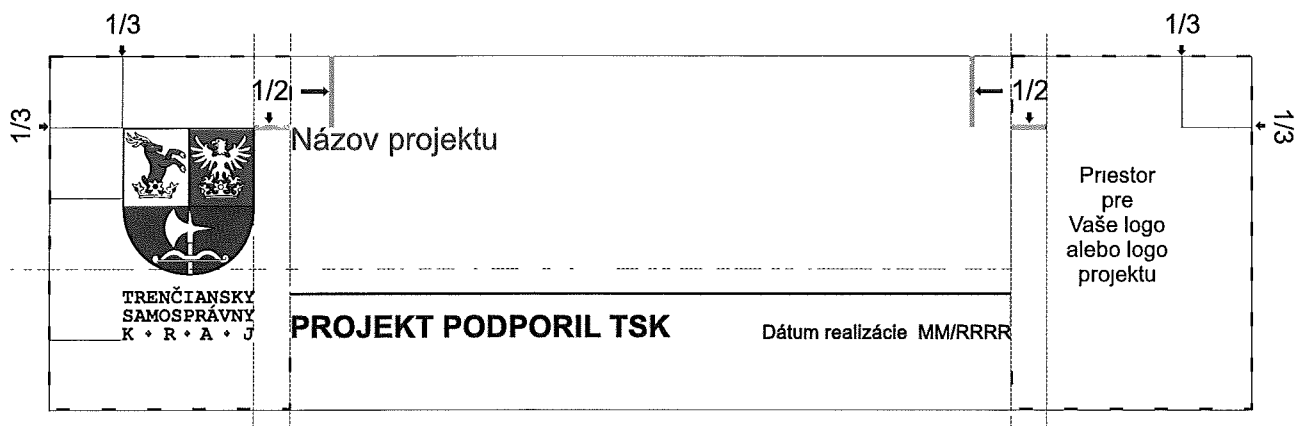 1/3
1/3
1/2
1/2
1/3
1/3
Názov projektu
Priestor
pre
Vaše logo
alebo logo
projektu
TRENČIANSKY
SAMOSPRÁVNY
K • R • A • J
PROJEKT PODPORIL TSK
Dátum realizácie MM/RRRR